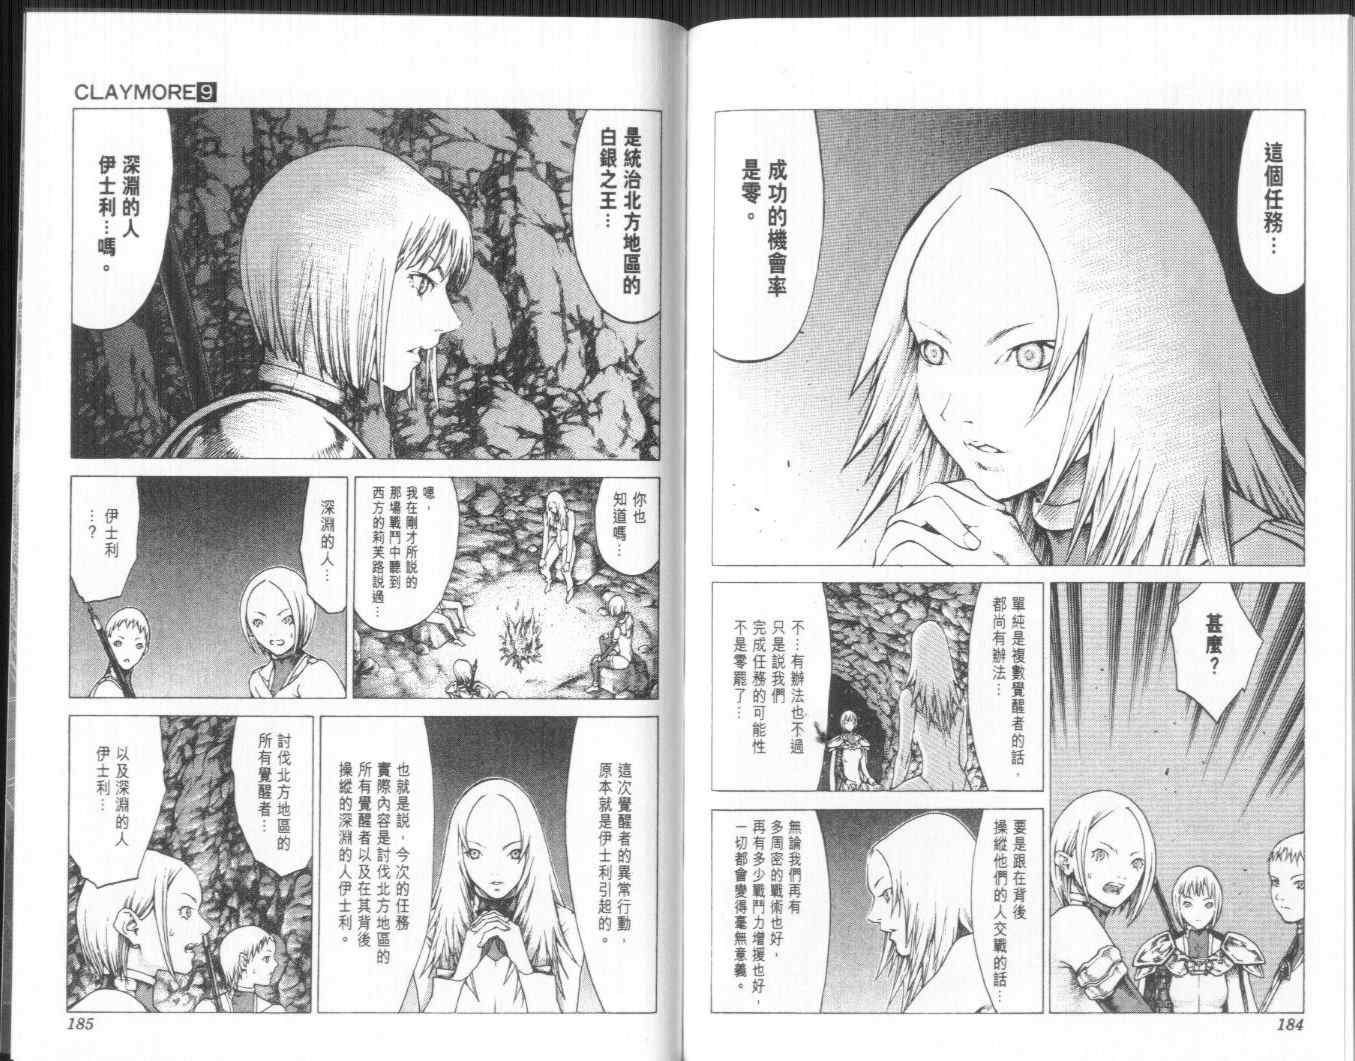 這個任務…
成功的機會率
是零。
甚麼？
單純是複數覺醒者的話，
都尚有辦法…
不…有辦法也不過
只是說我們
完成任務的可能性
不是零罷了…
要是跟在背後
操縱他們的人交戰的話…
無論我們再有
多周密的戰術也好，
再有多少戰鬥力增援也好，
一切都會變得毫無意義。
184
CLAYMORE 9
是統治北方地區的
白銀之王…
深淵的人
伊士利…嗎。
你也
知道嗎…
嗯，
我在剛才所說的
那場戰鬥中聽到
西方的莉芙路說過…
深淵的人…
伊士利
…？
這次覺醒者的異常行動，
原本就是伊士利引起的。
也就是說，今次的任務
實際內容是討伐北方地區的
所有覺醒者以及在其背後
操縱的深淵的人伊士利。
討伐北方地區的
所有覺醒者…
以及深淵的人
伊士利…
185